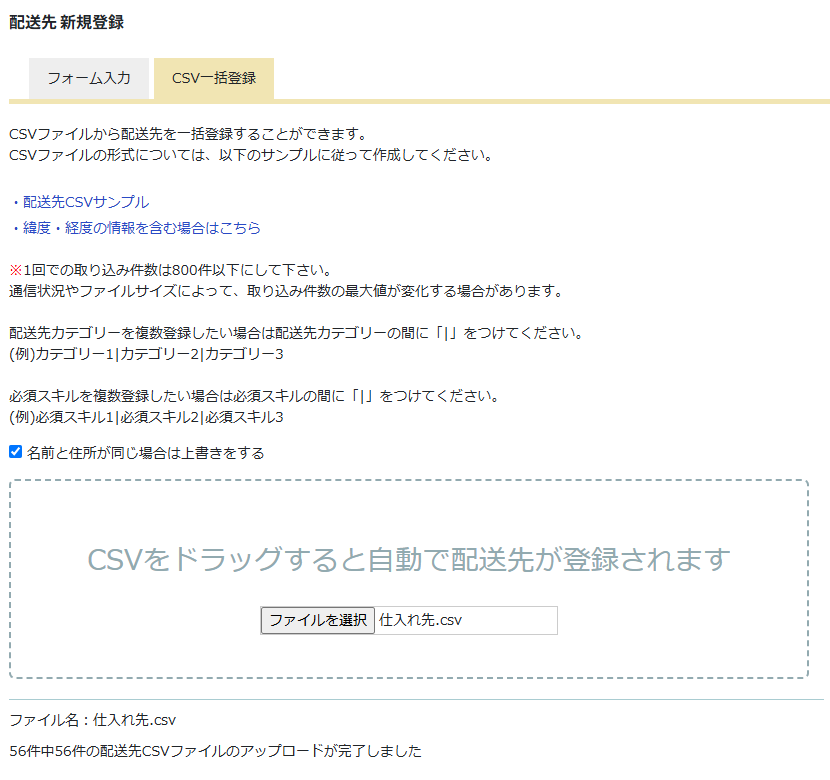 配送先 新規登録
フォーム入力
CSV一括登録
CSVファイルから配送先を一括登録することができます。
CSVファイルの形式については、以下のサンプルに従って作成してください。
・配送先CSVサンプル
・緯度・経度の情報を含む場合はこちら
※1回での取り込み件数は800件以下にして下さい。
通信状況やファイルサイズによって、取り込み件数の最大値が変化する場合があります。
配送先カテゴリーを複数登録したい場合は配送先カテゴリーの間に「|」をつけてください。
(例)カテゴリー1|カテゴリー2|カテゴリー3
必須スキルを複数登録したい場合は必須スキルの間に「|」をつけてください。
(例)必須スキル1|必須スキル2|必須スキル3
名前と住所が同じ場合は上書きをする
CSVをドラッグすると自動で配送先が登録されます
ファイルを選択 仕入れ先.csv
ファイル名：仕入れ先.csv
56件中56件の配送先CSVファイルのアップロードが完了しました